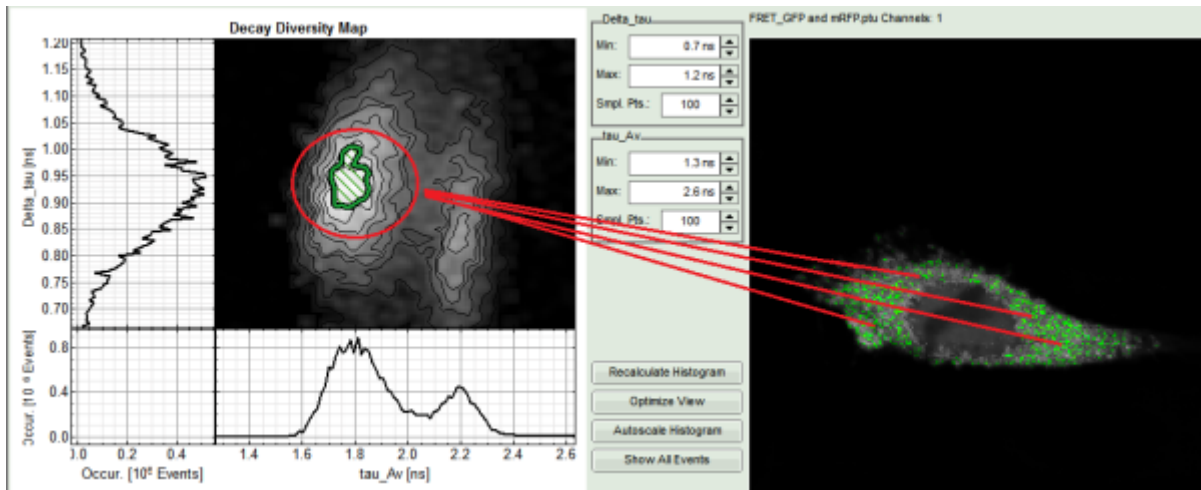 Decay Diversity Map
1.20
1.15
1.10
1.05
1.00
0.95
0.90
0.85
0.80
0.75
0.70
Delta_tau [ns]
0.8
0.4
0.0
Occur. [10⁶ Events]
0.0 0.2 0.4
Occur. [10⁶ Events]
1.4 1.6 1.8 2.0 2.2 2.4 2.6
tau_Av [ns]
Delta_tau
Min: 0.7 ns
Max: 1.2 ns
Smpl. Pts.: 100
tau_Av
Min: 1.3 ns
Max: 2.6 ns
Smpl. Pts.: 100
Recalculate Histogram
Optimize View
Autoscale Histogram
Show All Events
FRET_GFP and mRFP.ptu Channels: 1